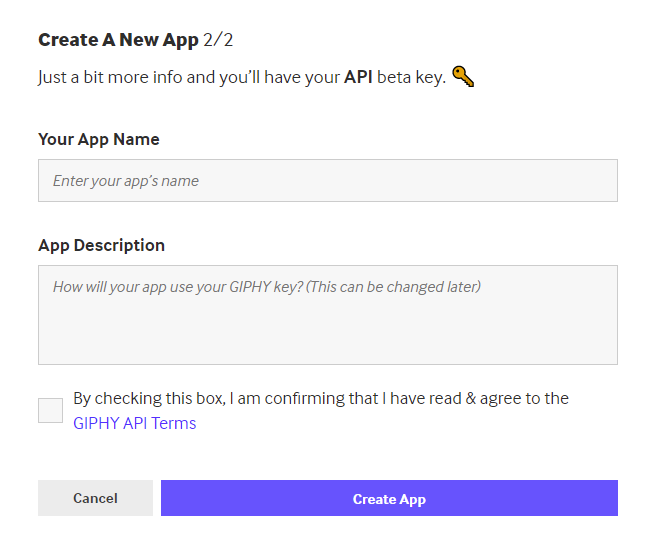 Create A New App 2/2
Just a bit more info and you’ll have your API beta key.
Your App Name
Enter your app's name
App Description
How will your app use your GIPHY key? (This can be changed later)
By checking this box, I am confirming that I have read & agree to the
GIPHY API Terms
Cancel
Create App